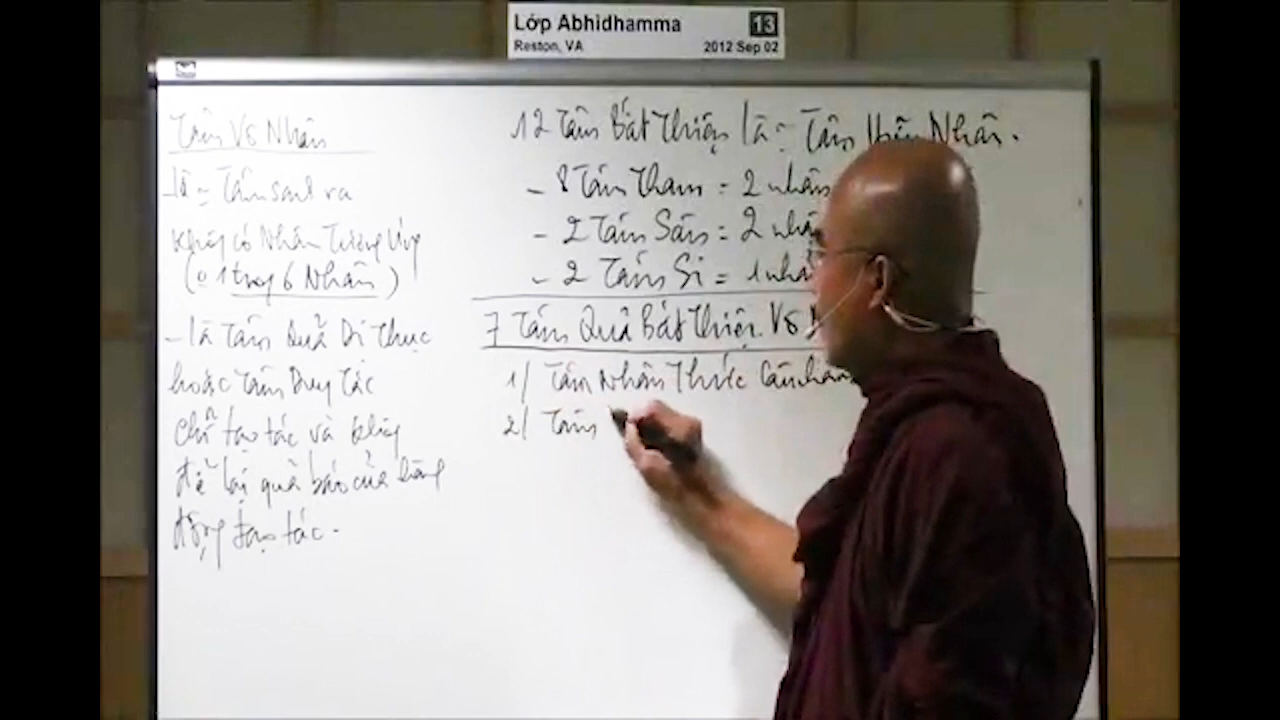 Lớp Abhidhamma 13
Reston, VA 2012 Sep 02
Tâm Vô Nhân
- là = Tâm sanh ra
không có Nhân Tương Ưng
(0 1 trong 6 Nhân)
- là Tâm Quả Dị Thục
hoặc Tâm Duy Tác
chỉ tạo tác và không
để lại quả báo của hành
động tạo tác.
12 Tâm Bất Thiện là = Tâm Hữu Nhân.
- 8 Tâm Tham = 2 nhân
- 2 Tâm Sân = 2 nhân
- 2 Tâm Si = 1 nhân
7 Tâm Quả Bất Thiện Vô
1/ Tâm Nhãn Thức
2/ Tâm